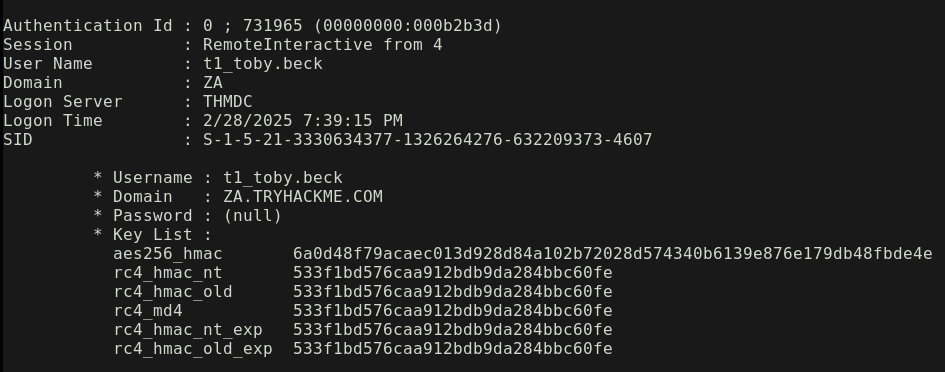 Authentication Id : 0 ; 731965 (00000000:000b2b3d)
Session           : RemoteInteractive from 4
User Name         : t1_toby.beck
Domain            : ZA
Logon Server      : THMDC
Logon Time        : 2/28/2025 7:39:15 PM
SID               : S-1-5-21-3330634377-1326264276-632209373-4607

         * Username : t1_toby.beck
         * Domain   : ZA.TRYHACKME.COM
         * Password : (null)
         * Key List :
           aes256_hmac       6a0d48f79acaec013d928d84a102b72028d574340b6139e876e179db48fbde4e
           rc4_hmac_nt       533f1bd576caa912bdb9da284bbc60fe
           rc4_hmac_old      533f1bd576caa912bdb9da284bbc60fe
           rc4_md4           533f1bd576caa912bdb9da284bbc60fe
           rc4_hmac_nt_exp   533f1bd576caa912bdb9da284bbc60fe
           rc4_hmac_old_exp  533f1bd576caa912bdb9da284bbc60fe